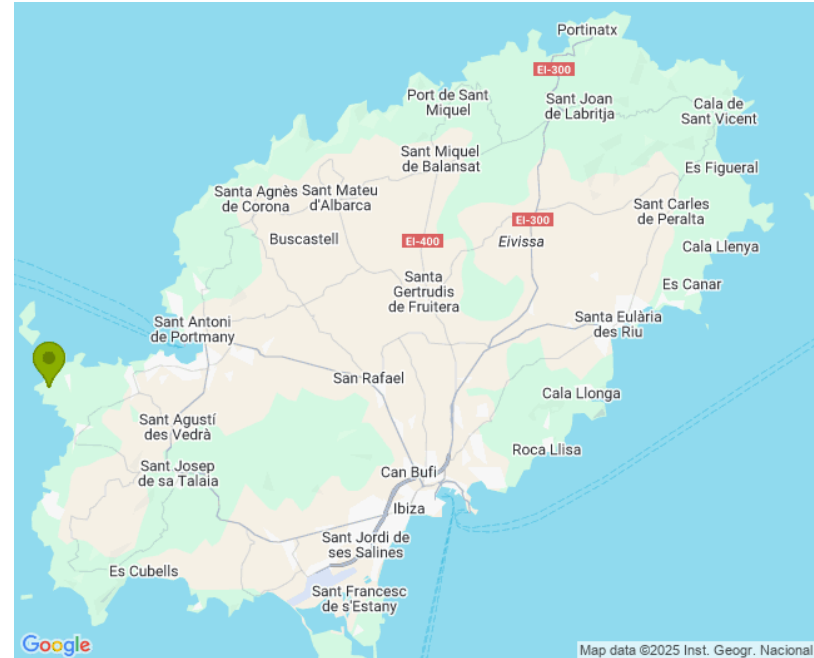 Portinatx
EI-300
Port de Sant
Miquel
Sant Joan
de Labritja
Cala de
Sant Vicent
Sant Miquel
de Balansat
Es Figueral
Santa Agnès
de Corona
Sant Mateu
d'Albarca
Sant Carles
de Peralta
EI-300
Buscastell
EI-400
Eivissa
Cala Llenya
Santa
Gertrudis
de Fruitera
Es Canar
Sant Antoni
de Portmany
Santa Eulària
des Riu
San Rafael
Cala Llonga
Sant Agustí
des Vedrà
Roca Llisa
Sant Josep
de sa Talaia
Can Bufi
Ibiza
Sant Jordi de
ses Salines
Es Cubells
Sant Francesc
de s'Estany
Google
Map data ©2025 Inst. Geogr. Nacional